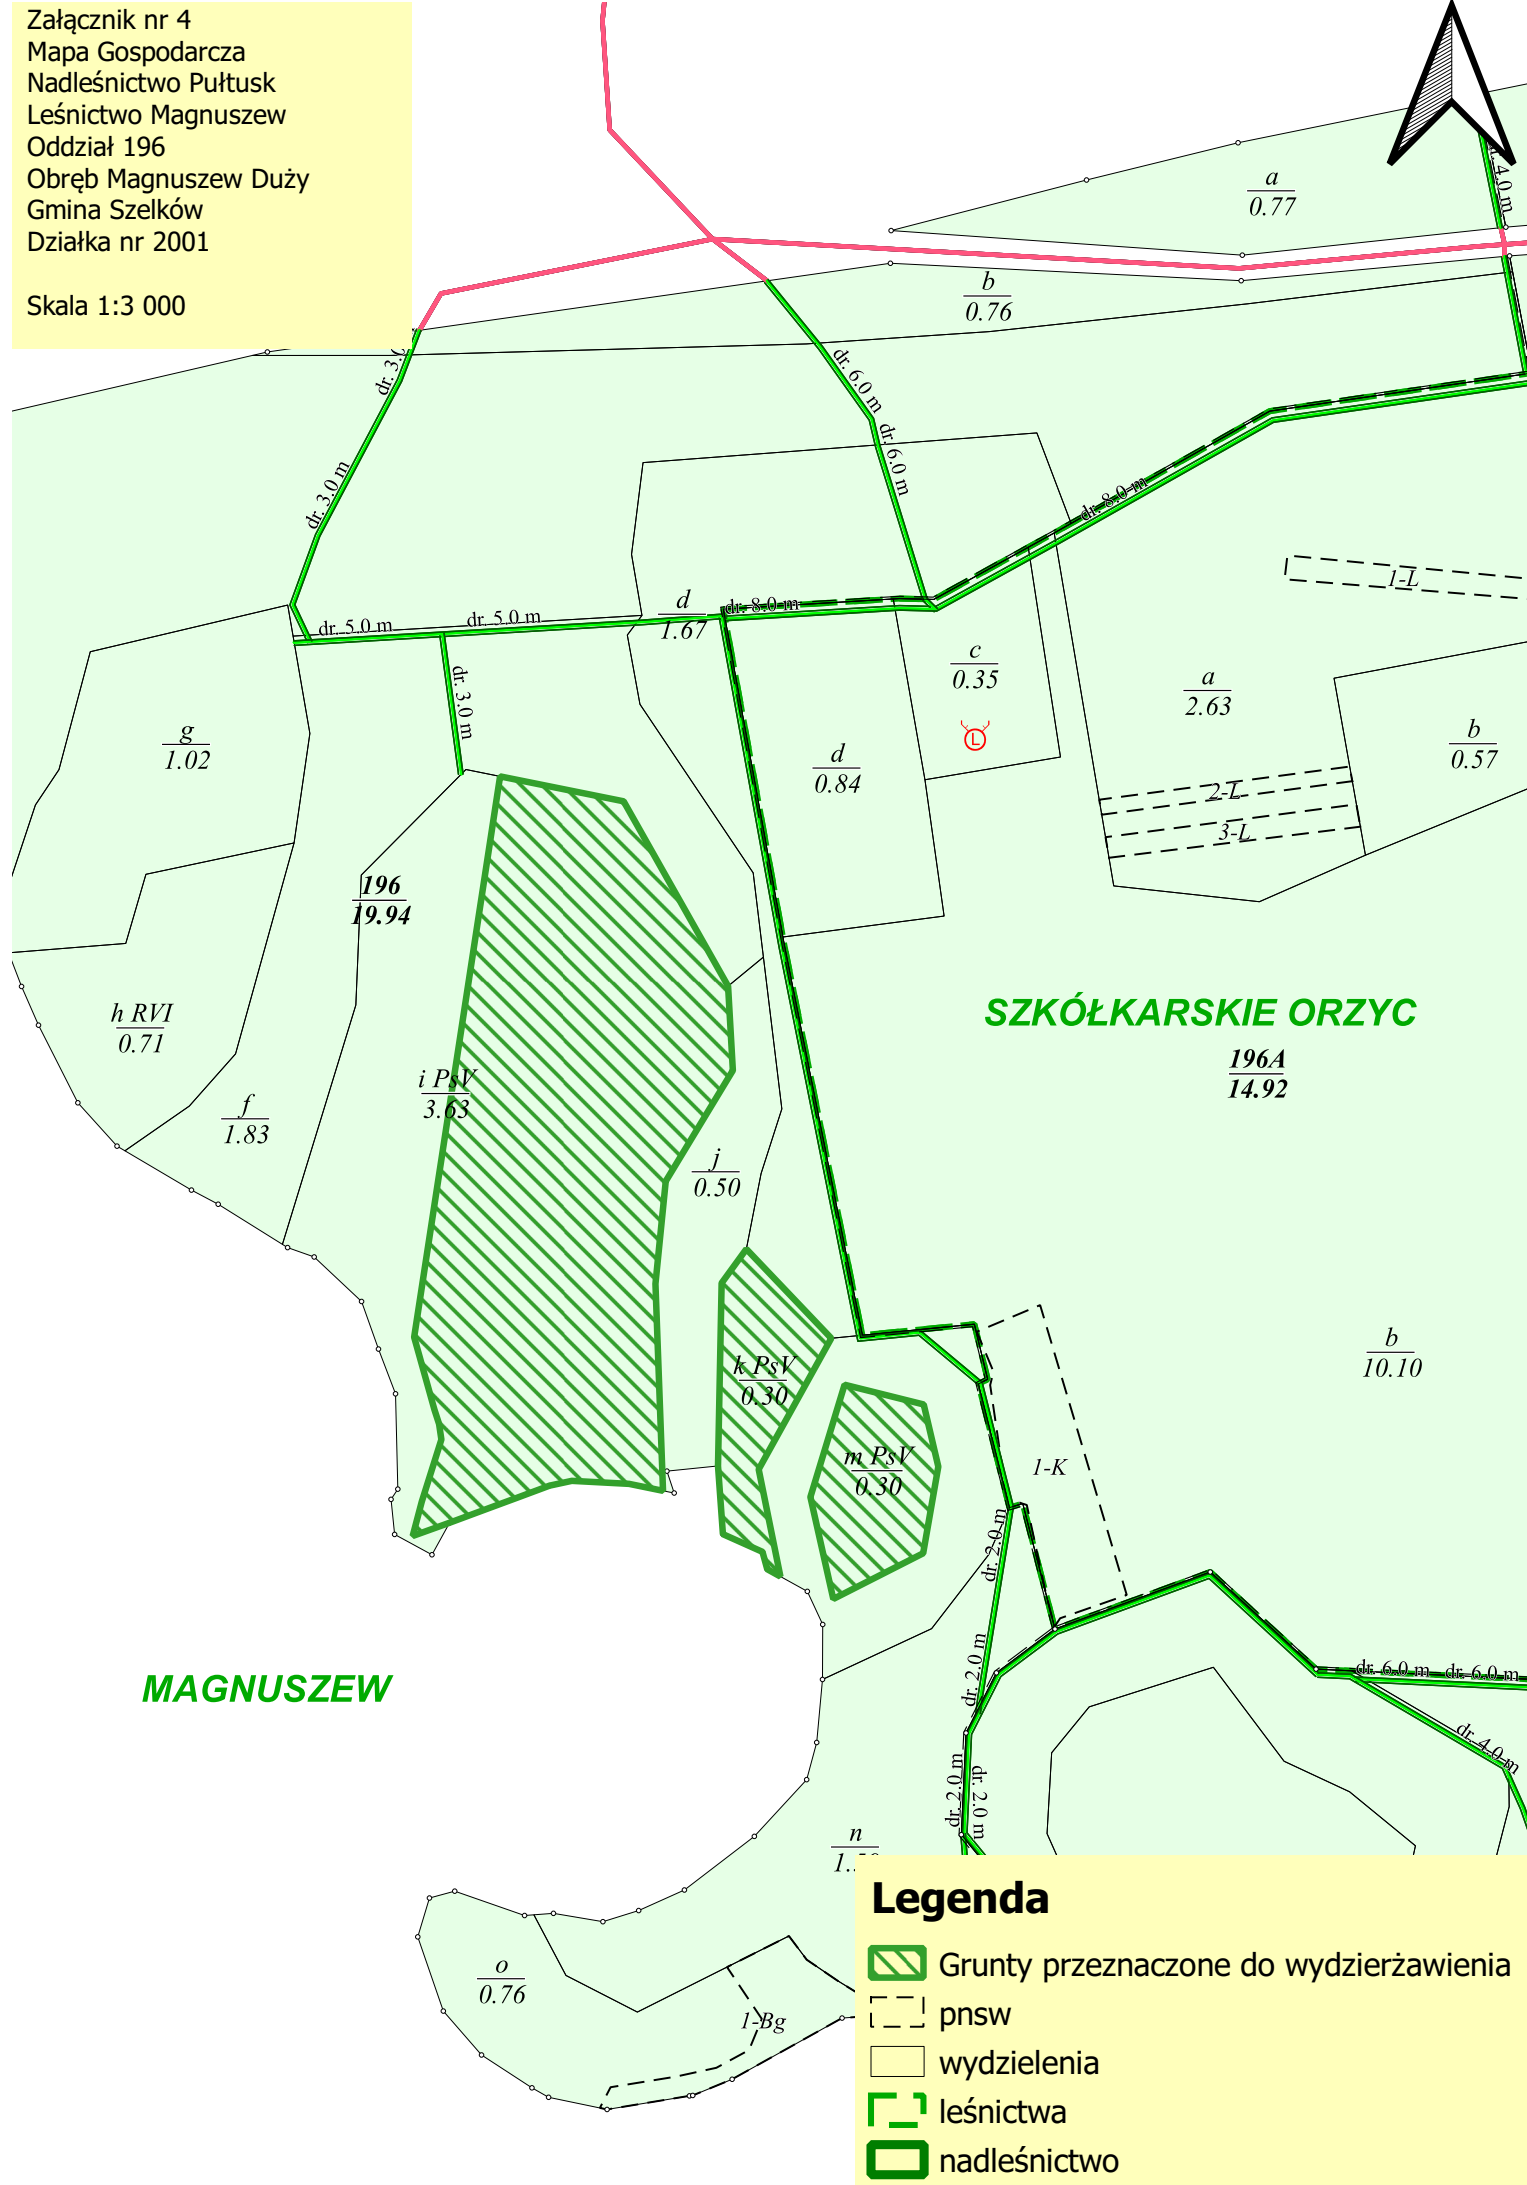 Załącznik nr 4
Mapa Gospodarcza
Nadleśnictwo Pułtusk
Leśnictwo Magnuszew
Oddział 196
Obręb Magnuszew Duży
Gmina Szelków
Działka nr 2001
Skala 1:3 000
a
0.77
4.0 m
b
0.76
dr. 3.0
dr. 6.0 m
dr. 6.0 m
dr. 3.0 m
dr. 8.0 m
1-L
d
1.67
dr. 8.0 m
dr. 5.0 m
dr. 5.0 m
c
0.35
L
dr. 3.0 m
a
2.63
g
1.02
d
0.84
b
0.57
2-L
3-L
196
19.94
h RVI
0.71
SZKÓŁKARSKIE ORZYC
196A
14.92
i PsV
3.63
f
1.83
j
0.50
b
10.10
k PsV
0.30
m PsV
0.30
1-K
dr. 2.0 m
dr. 2.0 m
MAGNUSZEW
dr. 6.0 m
dr. 6.0 m
dr. 4.0 m
dr. 2.0 m
dr. 2.0 m
n
o
0.76
1-Bg
Legenda
Grunty przeznaczone do wydzierżawienia
pnsw
wydzielenia
leśnictwa
nadleśnictwo